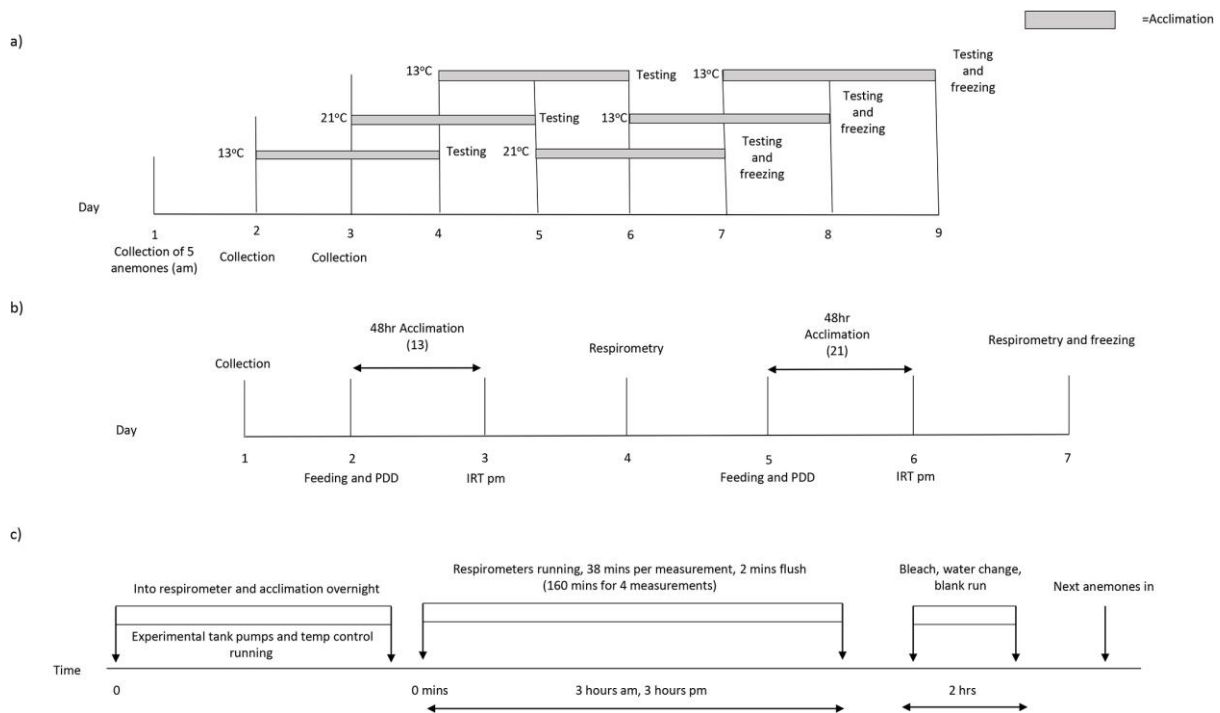 =Acclimation
a)
Testing
and
freezing
13°C
Testing
13°C
Testing
and
freezing
21°C
Testing
13°C
Testing
and
freezing
13°C
Testing
21°C
Day
1
2
3
4
5
6
7
8
9
Collection of 5
anemones (am)
Collection
Collection
b)
48hr Acclimation
(13)
48hr
Acclimation
(21)
Collection
Respirometry
Respirometry and freezing
Day
1
2
3
4
5
6
7
Feeding and PDD
IRT pm
Feeding and PDD
IRT pm
c)
Into respirometer and acclimation overnight
Respirometers running, 38 mins per measurement, 2 mins flush
(160 mins for 4 measurements)
Bleach, water change,
blank run
Next anemones in
Experimental tank pumps and temp control
running
Time
0
0 mins
3 hours am, 3 hours pm
2 hrs